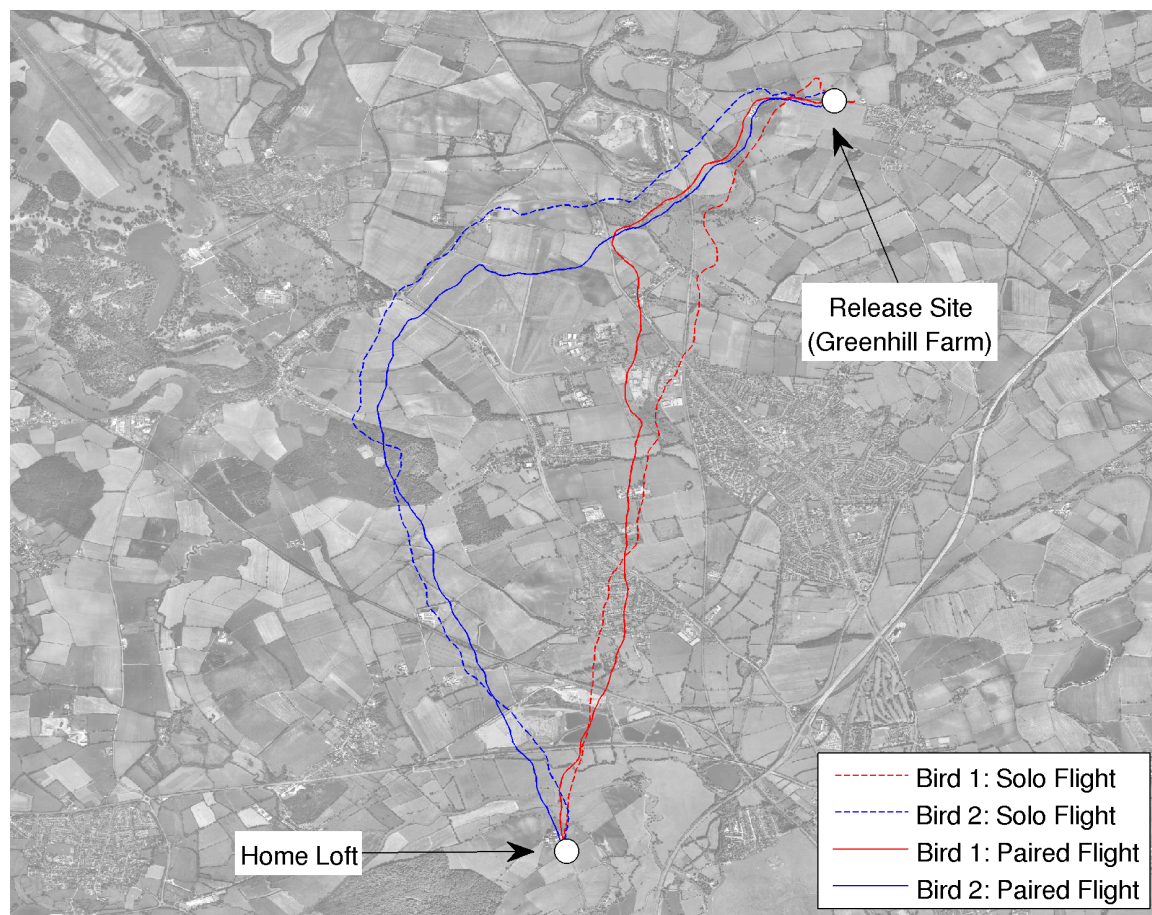 Release Site
(Greenhill Farm)
Home Loft
Bird 1: Solo Flight
Bird 2: Solo Flight
Bird 1: Paired Flight
Bird 2: Paired Flight